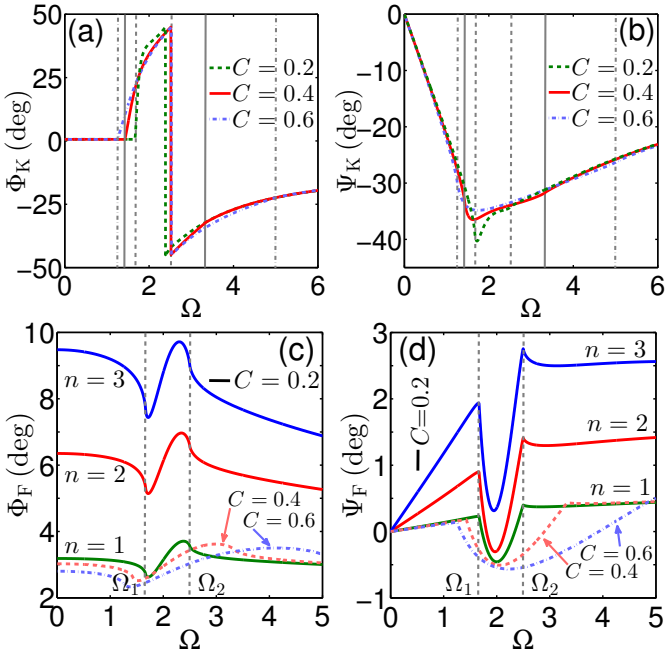 (a)
50
25
0
−25
−50
Φ_K (deg)
C = 0.2
C = 0.4
C = 0.6
0 2 4 6
Ω
(b)
0
−10
−20
−30
−40
Ψ_K (deg)
C = 0.2
C = 0.4
C = 0.6
0 2 4 6
Ω
(c)
10
8
6
4
2
Φ_F (deg)
n = 3
C = 0.2
n = 2
C = 0.4
C = 0.6
n = 1
Ω_1
Ω_2
0 1 2 3 4 5
Ω
(d)
3
2
1
0
−1
Ψ_F (deg)
C=0.2
n = 3
n = 2
n = 1
C = 0.6
C = 0.4
Ω_1
Ω_2
0 1 2 3 4 5 6
Ω